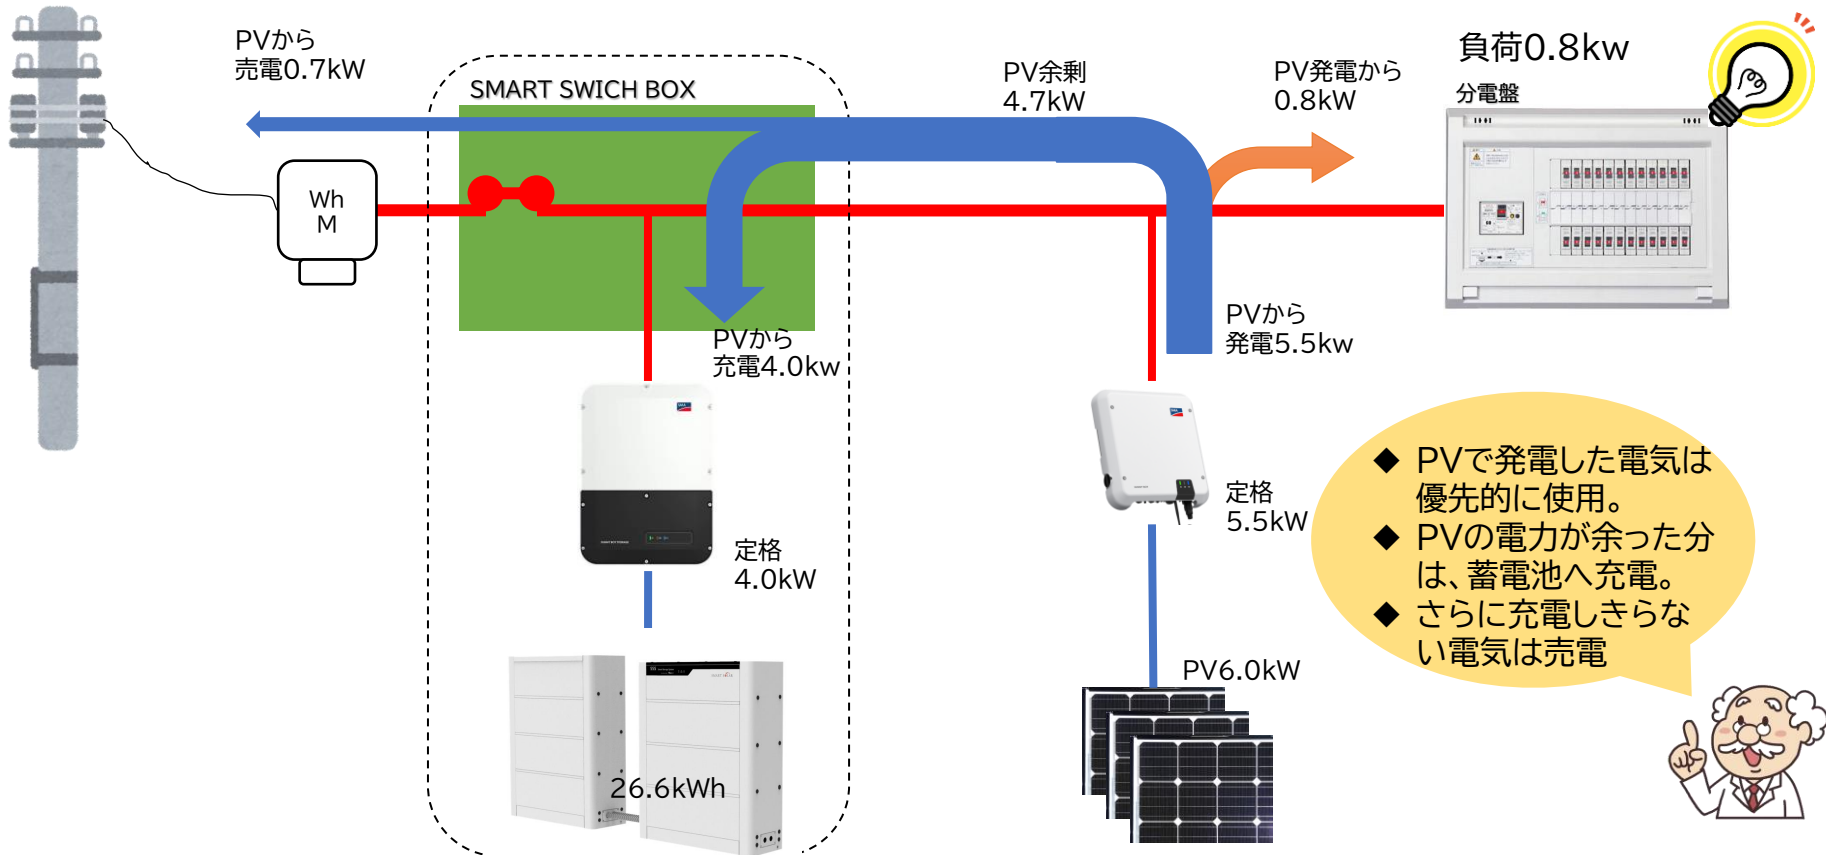 PVから
売電0.7kW
SMART SWICH BOX
PV余剰
4.7kW
PV発電から
0.8kW
負荷0.8kw
分電盤
Wh
M
PVから
充電4.0kw
PVから
発電5.5kw
定格
4.0kW
定格
5.5kW
PV6.0kW
26.6kWh
◆ PVで発電した電気は
優先的に使用。
◆ PVの電力が余った分
は、蓄電池へ充電。
◆ さらに充電しきらな
い電気は売電